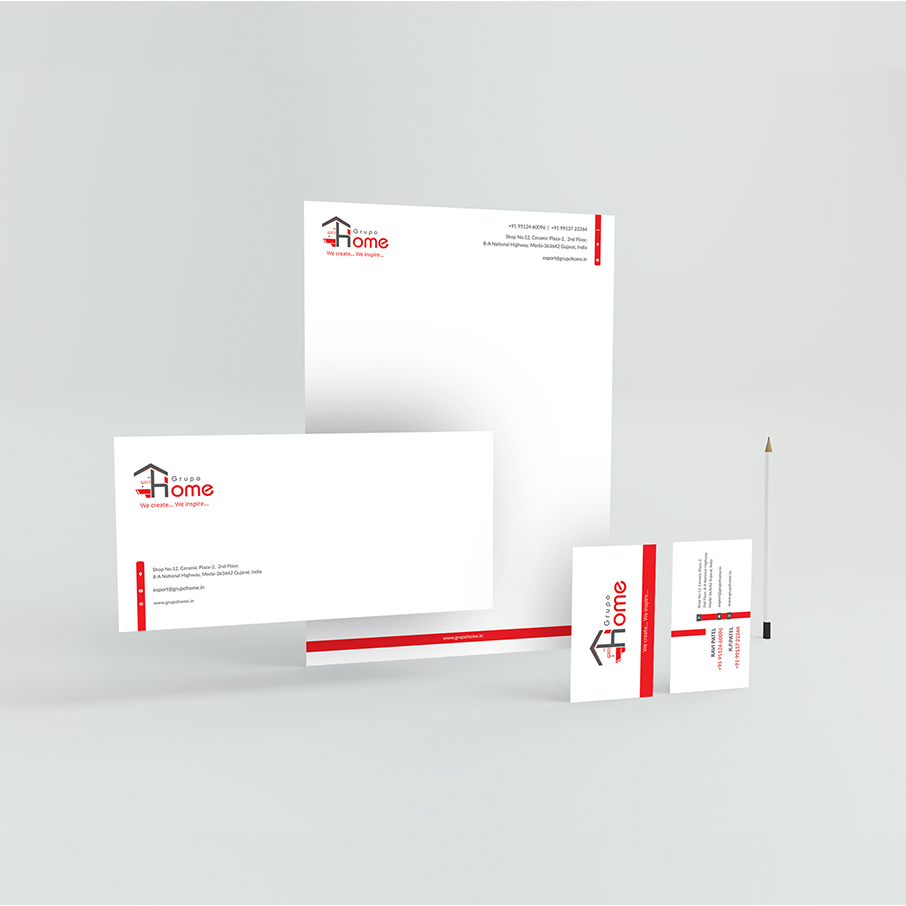 Grupo
Home
We create... We inspire...
+91 95124 60096 | +91 99137 22264
Shop No.12, Ceramic Plaza-2, 2nd Floor,
8-A National Highway, Morbi-363642 Gujarat, India
export@grupohome.in
www.grupohome.in
Grupo
Home
We create... We inspire...
Shop No.12, Ceramic Plaza-2, 2nd Floor,
8-A National Highway, Morbi-363642 Gujarat, India
export@grupohome.in
www.grupohome.in
Grupo
Home
We create... We inspire...
RAVI PATEL
+91 95124 60096
K.P.PATEL
+91 99137 22264
Shop No.12, Ceramic Plaza-2,
2nd Floor, 8-A National Highway,
Morbi-363642 Gujarat, India
export@grupohome.in
www.grupohome.in